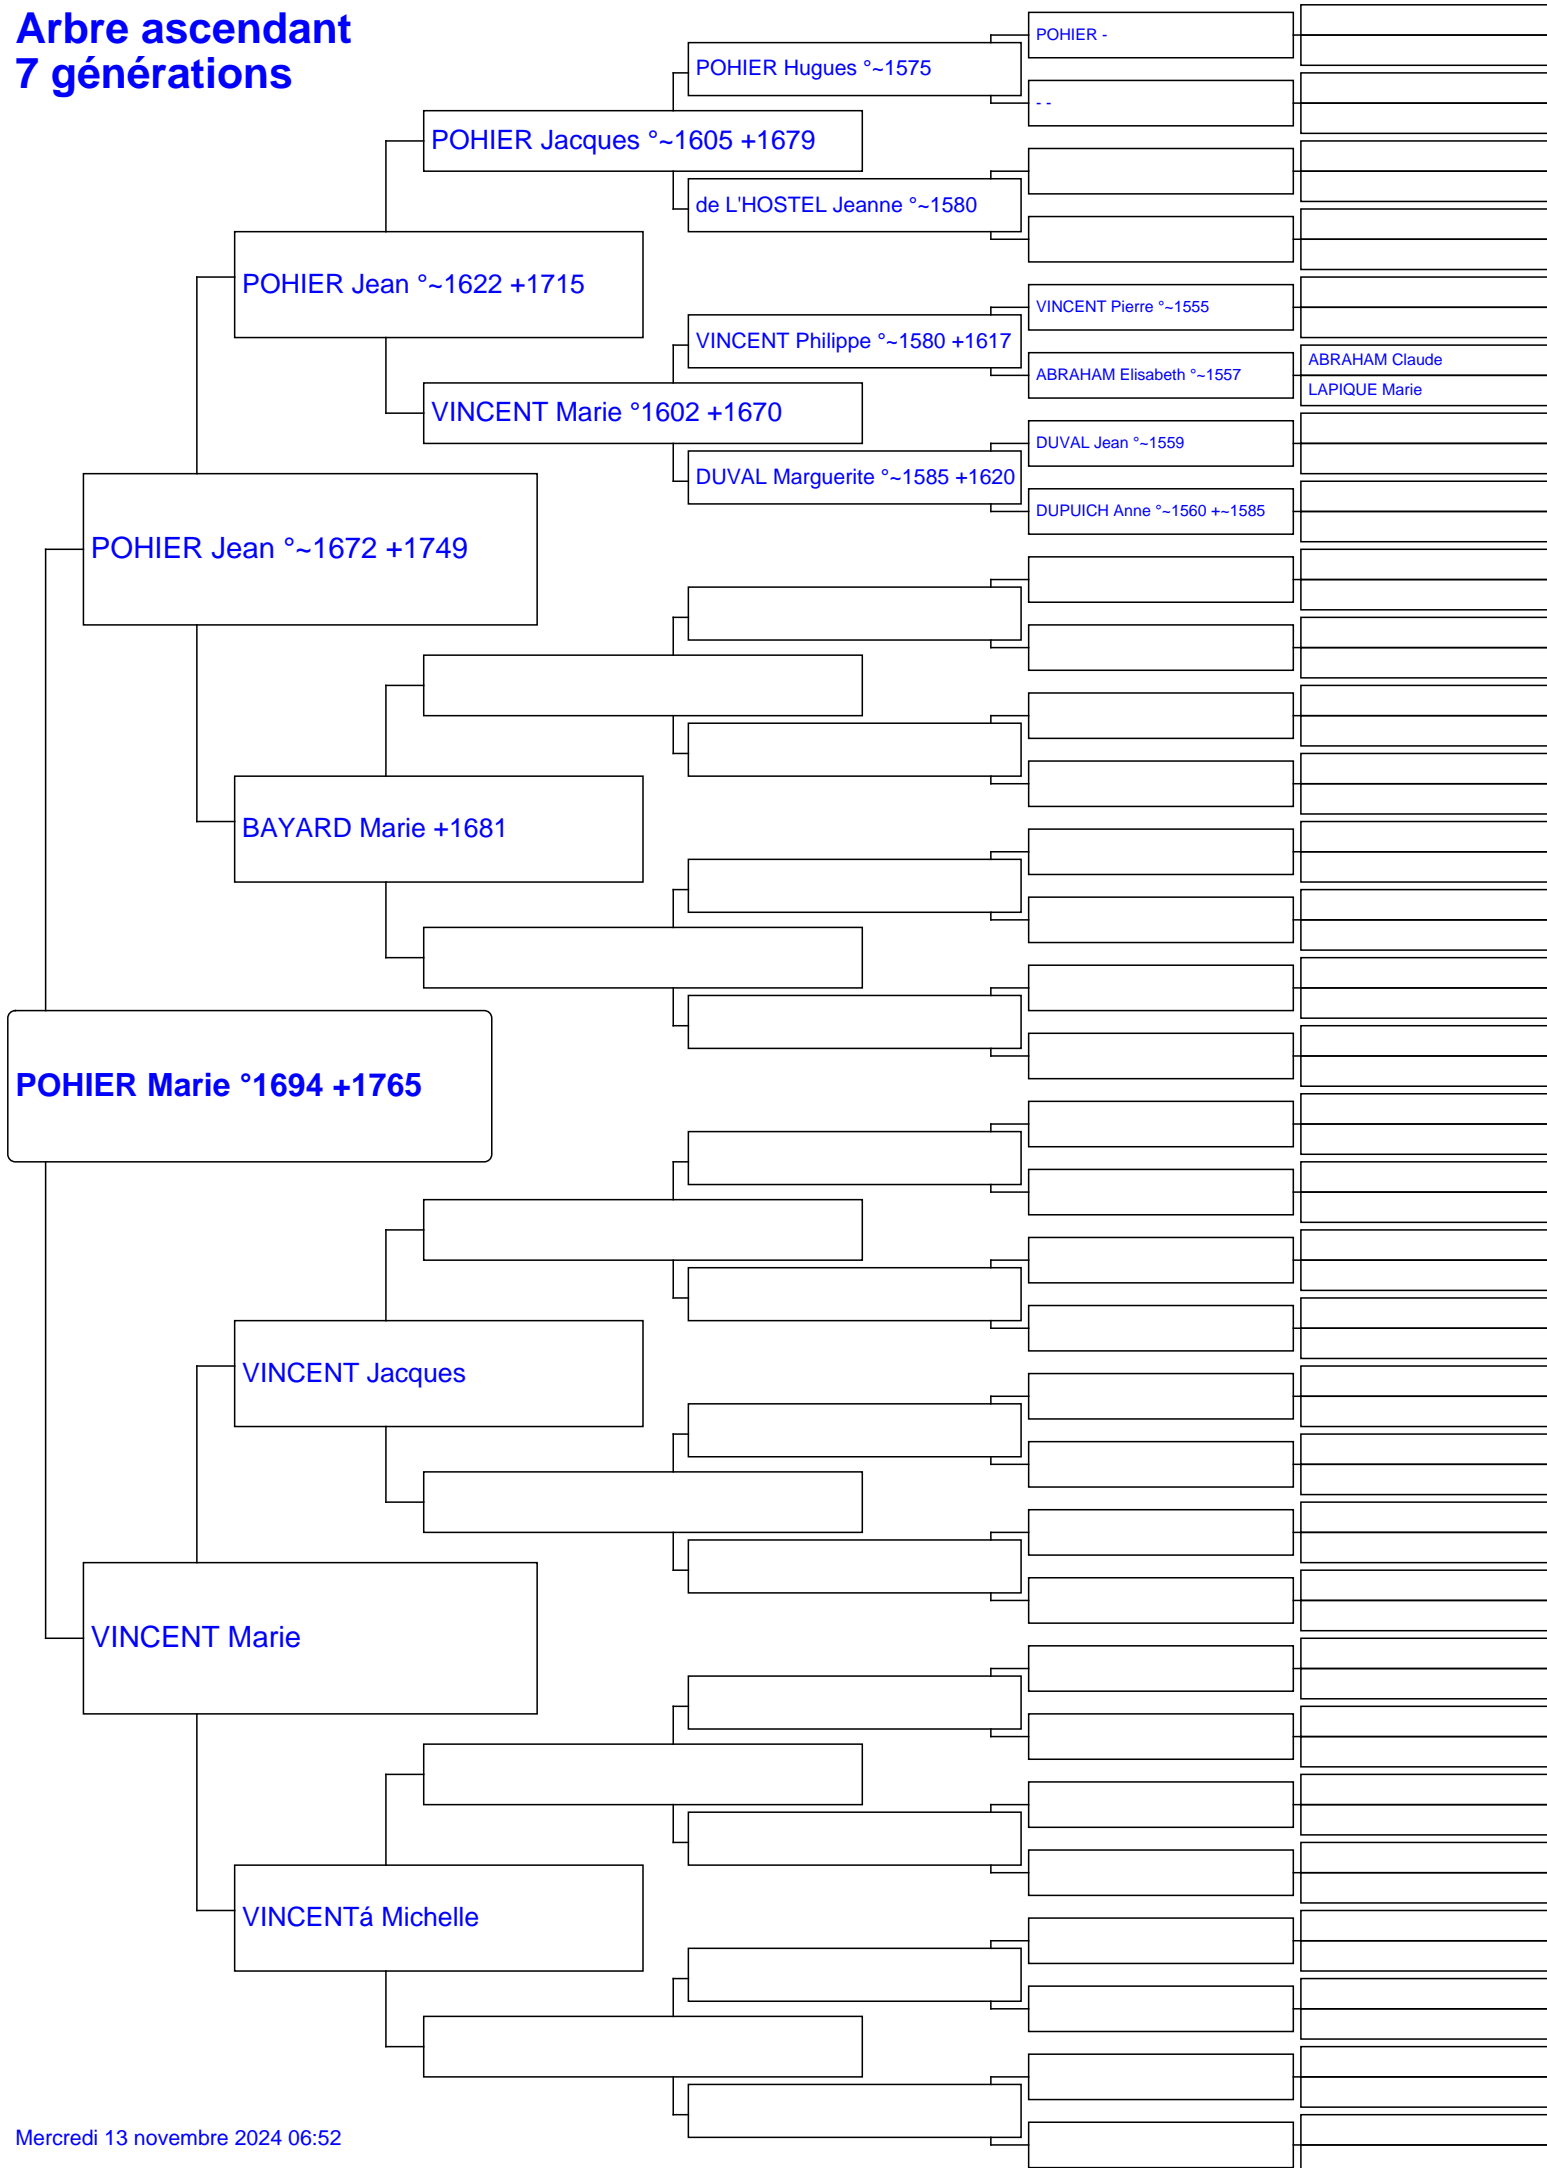 Arbre ascendant
7 générations
POHIER -
POHIER Hugues °~1575
- -
POHIER Jacques °~1605 +1679
de L'HOSTEL Jeanne °~1580
POHIER Jean °~1622 +1715
VINCENT Pierre °~1555
VINCENT Philippe °~1580 +1617
ABRAHAM Claude
ABRAHAM Elisabeth °~1557
LAPIQUE Marie
VINCENT Marie °1602 +1670
DUVAL Jean °~1559
DUVAL Marguerite °~1585 +1620
DUPUICH Anne °~1560 +~1585
POHIER Jean °~1672 +1749
BAYARD Marie +1681
POHIER Marie °1694 +1765
VINCENT Jacques
VINCENT Marie
VINCENTá Michelle
Mercredi 13 novembre 2024 06:52